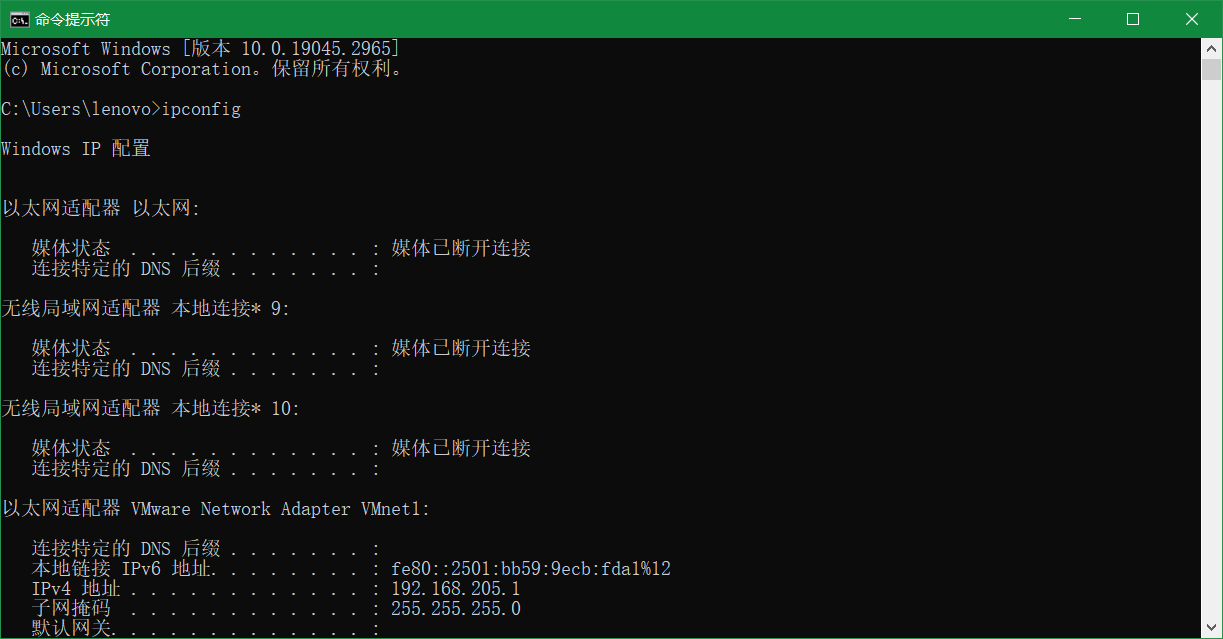 命令提示符
Microsoft Windows [版本 10.0.19045.2965]
(c) Microsoft Corporation。保留所有权利。
C:\Users\lenovo>ipconfig
Windows IP 配置
以太网适配器 以太网:
媒体状态 . . . . . . . . . . . . : 媒体已断开连接
连接特定的 DNS 后缀 . . . . . . . :
无线局域网适配器 本地连接* 9:
媒体状态 . . . . . . . . . . . . : 媒体已断开连接
连接特定的 DNS 后缀 . . . . . . . :
无线局域网适配器 本地连接* 10:
媒体状态 . . . . . . . . . . . . : 媒体已断开连接
连接特定的 DNS 后缀 . . . . . . . :
以太网适配器 VMware Network Adapter VMnet1:
连接特定的 DNS 后缀 . . . . . . . :
本地链接 IPv6 地址. . . . . . . . : fe80::2501:bb59:9ecb:fda1%12
IPv4 地址 . . . . . . . . . . . . : 192.168.205.1
子网掩码 . . . . . . . . . . . . : 255.255.255.0
默认网关. . . . . . . . . . . . . :